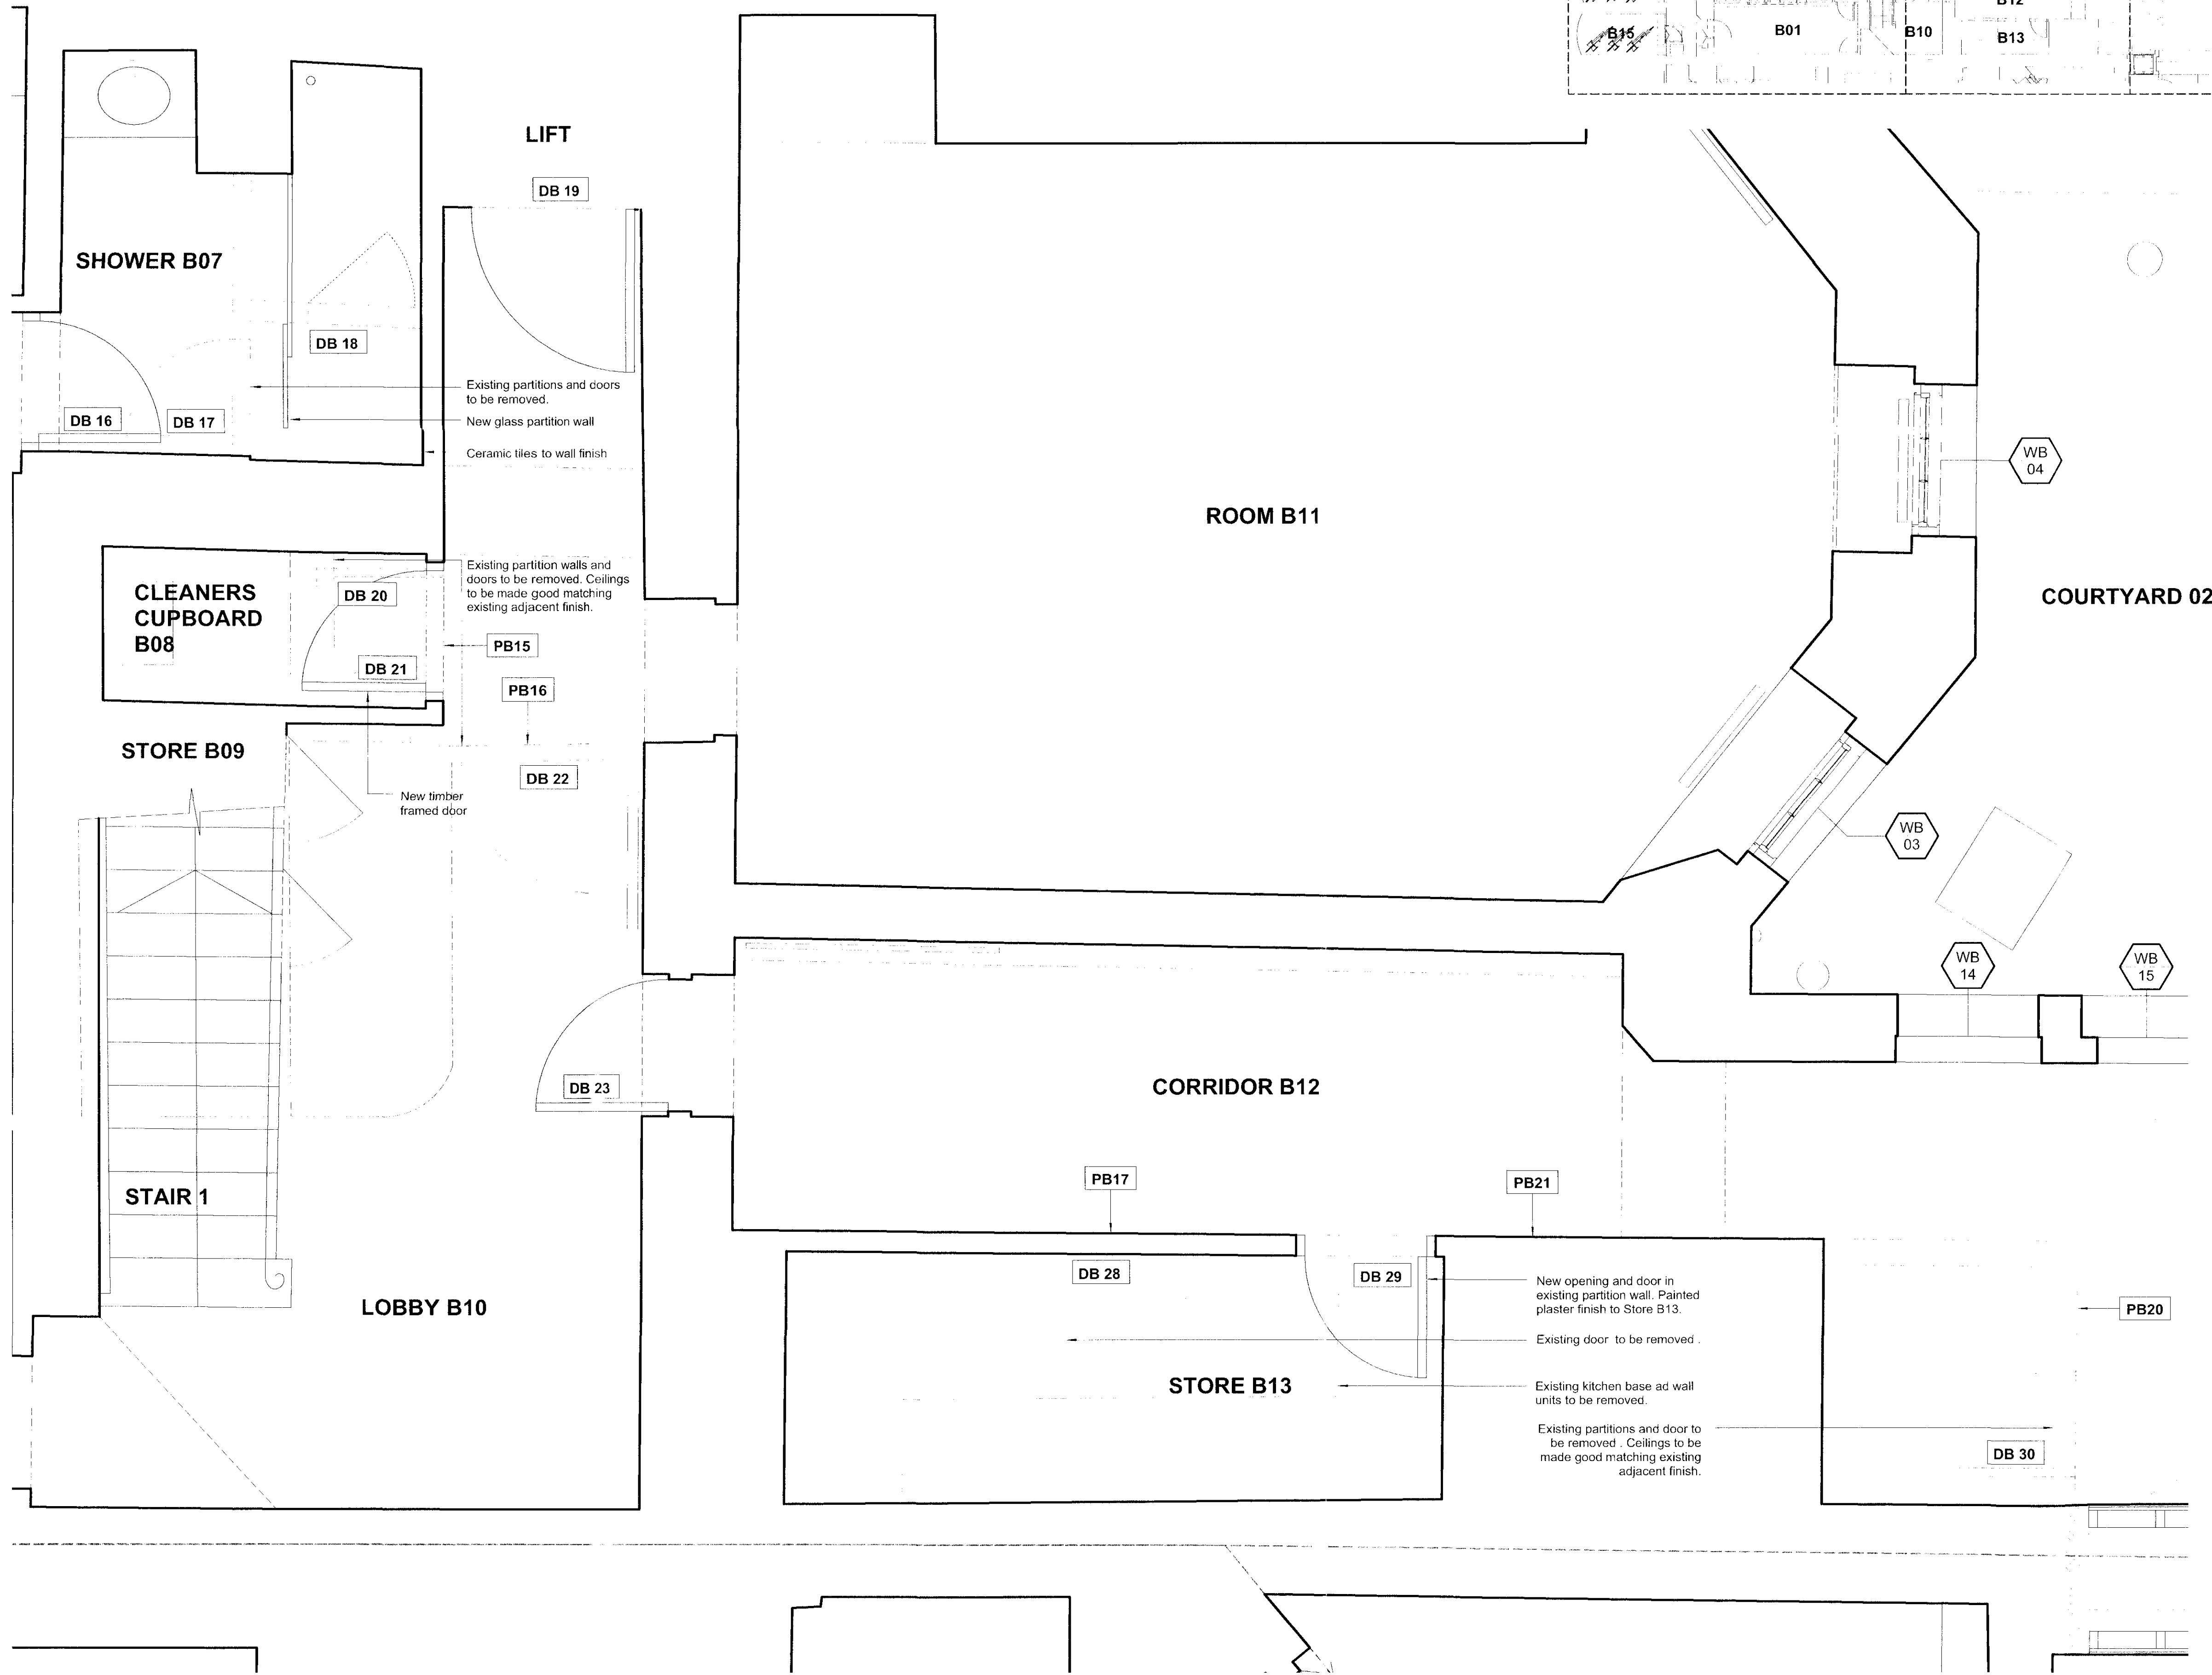 B12
B15
B01
B10
B13
LIFT
DB 19
SHOWER B07
DB 18
Existing partitions and doors
to be removed.
DB 16
DB 17
New glass partition wall
Ceramic tiles to wall finish
WB
04
ROOM B11
Existing partition walls and
doors to be removed. Ceilings
to be made good matching
existing adjacent finish.
CLEANERS
CUPBOARD
B08
DB 20
COURTYARD 02
PB15
DB 21
PB16
STORE B09
DB 22
New timber
framed door
WB
03
WB
14
WB
15
DB 23
CORRIDOR B12
PB17
PB21
STAIR 1
DB 28
DB 29
New opening and door in
existing partition wall. Painted
plaster finish to Store B13.
LOBBY B10
PB20
Existing door to be removed .
STORE B13
Existing kitchen base ad wall
units to be removed.
Existing partitions and door to
be removed . Ceilings to be
made good matching existing
adjacent finish.
DB 30